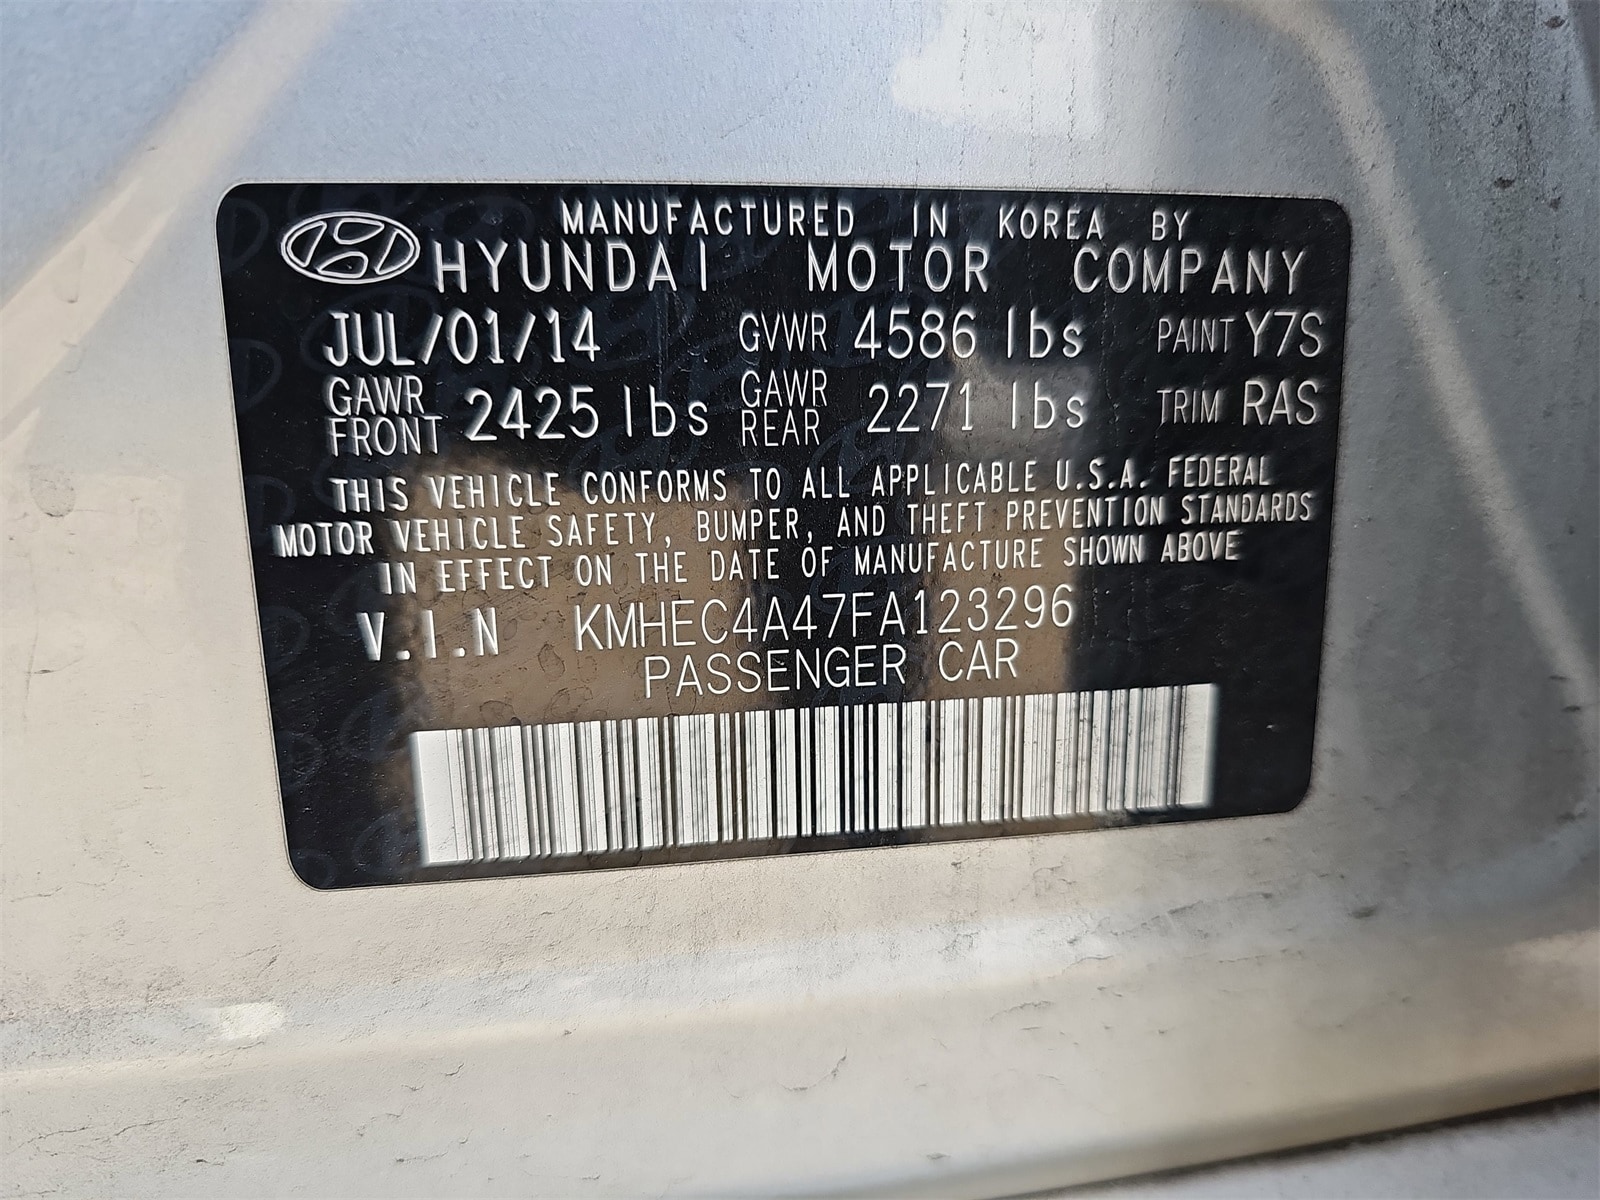 MANUFACTURED IN KOREA BY
HYUNDAI MOTOR COMPANY
JUL/01/14 GVWR 4586 lbs PAINT Y7S
GAWR FRONT 2425 lbs GAWR REAR 2271 lbs TRIM RAS
THIS VEHICLE CONFORMS TO ALL APPLICABLE U.S.A. FEDERAL
MOTOR VEHICLE SAFETY, BUMPER, AND THEFT PREVENTION STANDARDS
IN EFFECT ON THE DATE OF MANUFACTURE SHOWN ABOVE
V.I.N KMHEC4A47FA123296
PASSENGER CAR